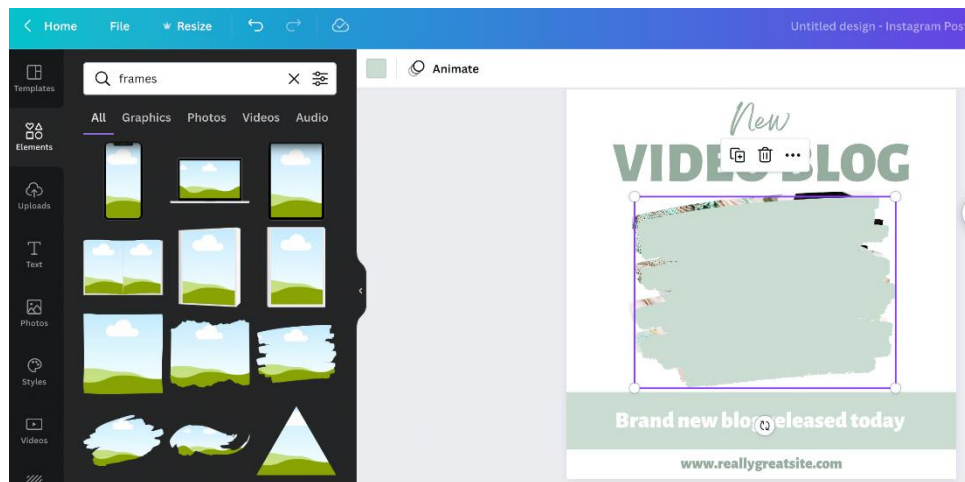 Home File Resize Untitled design - Instagram Post
Templates
Elements
Uploads
Text
Photos
Styles
Videos
frames
All Graphics Photos Videos Audio
Animate
New
VIDEO BLOG
Brand new blog released today
www.reallygreatsite.com